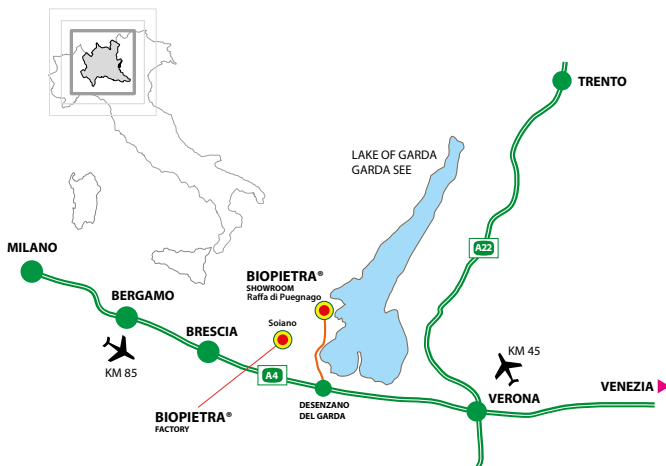 TRENTO
LAKE OF GARDA
GARDA SEE
A22
MILANO
BIOPIETRA®
SHOWROOM
Raffa di Puegnago
BERGAMO
Soiano
BRESCIA
KM 85
KM 45
A4
VENEZIA
VERONA
DESENZANO
DEL GARDA
BIOPIETRA®
FACTORY